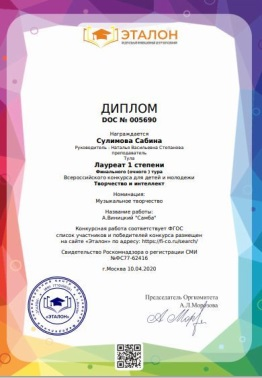 ЭТАЛОН
ДИПЛОМ
DOC № 005690
Награждается
Сулимова Сабина
Руководитель : Наталья Васильевна Степанова
преподаватель
Тула
Лауреат 1 степени
Финального (очного ) тура
Всероссийского конкурса для детей и молодежи
Творчество и интеллект
Номинация:
Музыкальное творчество
Название работы:
А.Виницкий "Самба"
Конкурсная работа соответствует ФГОС
список участников и победителей конкурса размещен
на сайте «Эталон» по адресу: https://fi-co.ru/search/
Свидетельство Роскомнадзора о регистрации СМИ
№ФС77-62416
г.Москва 10.04.2020
Председатель Оргкомитета
А.Л.Морозова
«ЭТАЛОН»